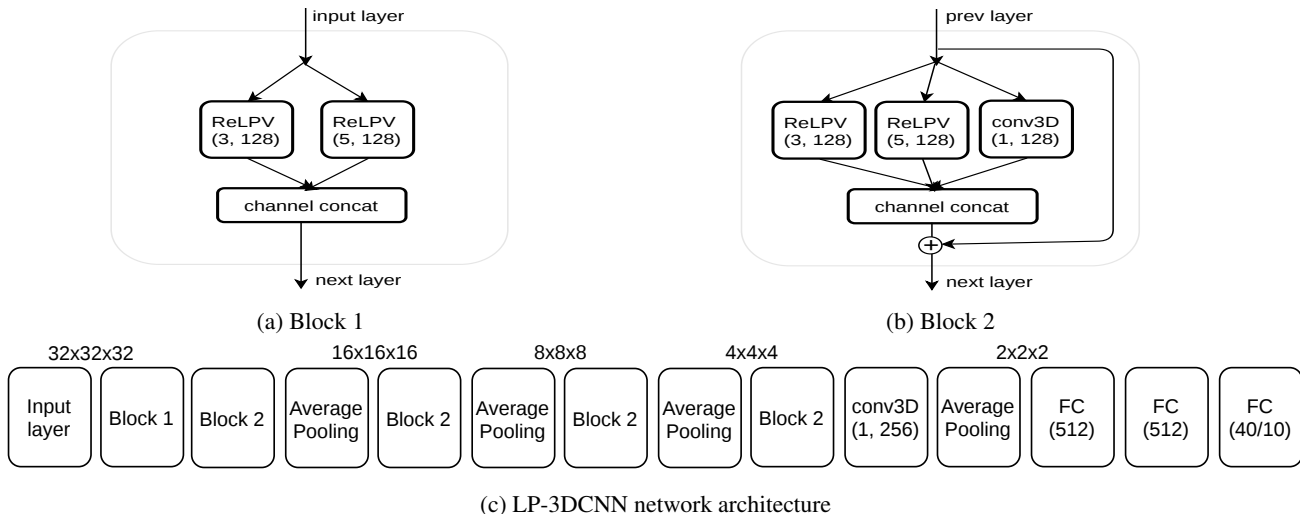 input layer
ReLPV
(3, 128)
ReLPV
(5, 128)
channel concat
next layer
(a) Block 1
prev layer
ReLPV
(3, 128)
ReLPV
(5, 128)
conv3D
(1, 128)
channel concat
+
next layer
(b) Block 2
32x32x32
16x16x16
8x8x8
4x4x4
2x2x2
Input
layer
Block 1
Block 2
Average
Pooling
Block 2
Average
Pooling
Block 2
Average
Pooling
Block 2
conv3D
(1, 256)
Average
Pooling
FC
(512)
FC
(512)
FC
(40/10)
(c) LP-3DCNN network architecture